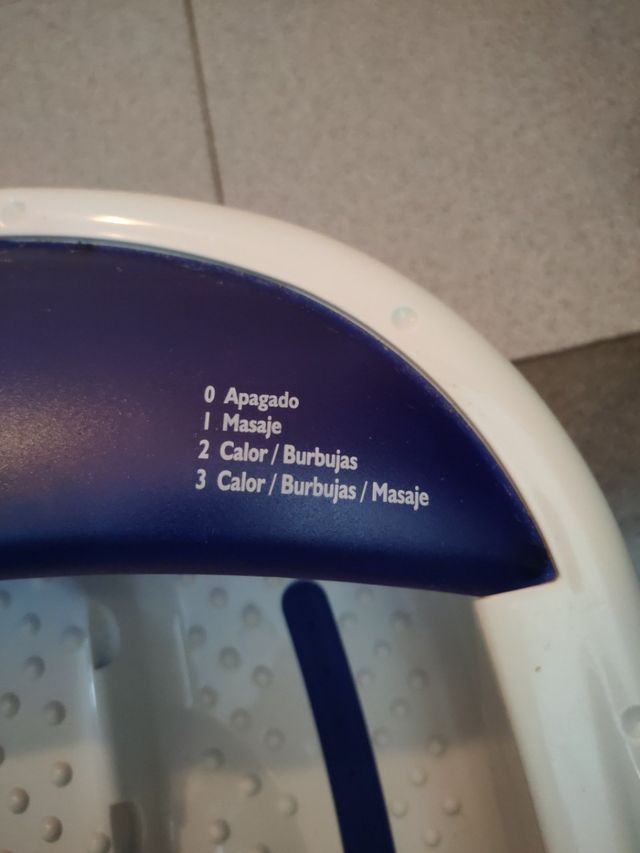 0 Apagado
1 Masaje
2 Calor / Burbujas
3 Calor / Burbujas / Masaje